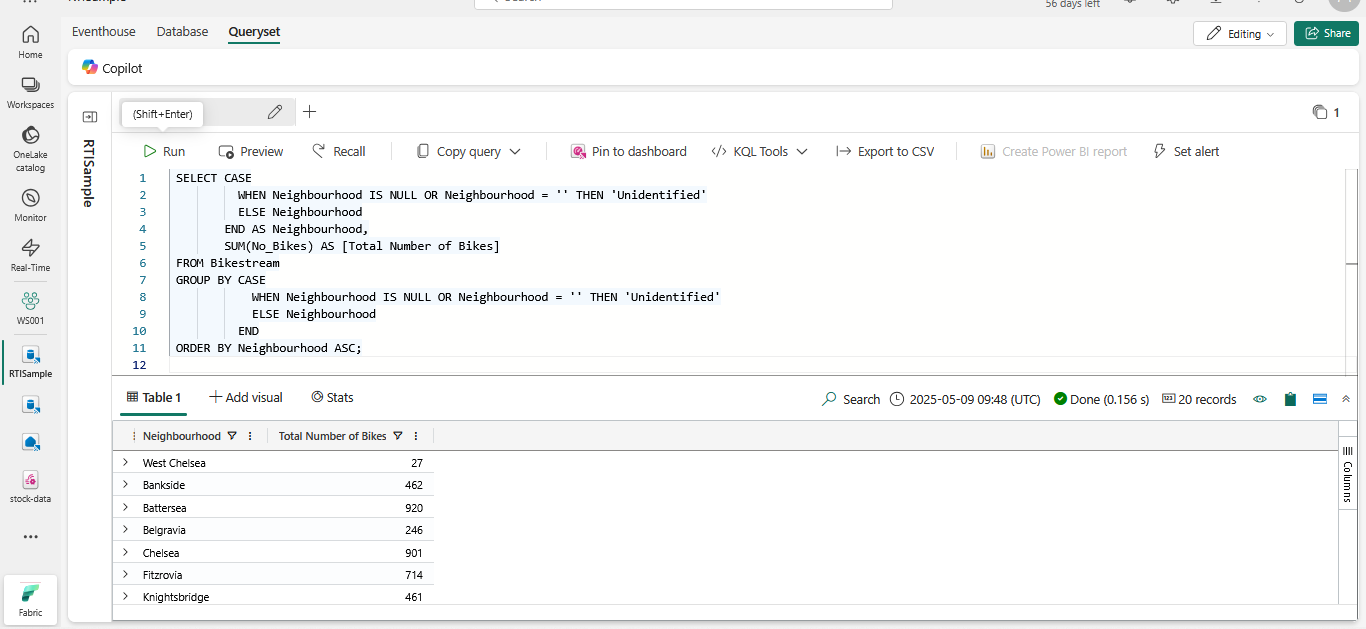 56 days left
Eventhouse Database Queryset
Editing Share
Copilot
Home
Workspaces
OneLake catalog
Monitor
Real-Time
WS001
RTISample
stock-data
Fabric
RTISample
(Shift+Enter)
1
Run Preview Recall Copy query Pin to dashboard KQL Tools Export to CSV Create Power BI report Set alert
1 SELECT CASE
2 WHEN Neighbourhood IS NULL OR Neighbourhood = '' THEN 'Unidentified'
3 ELSE Neighbourhood
4 END AS Neighbourhood,
5 SUM(No_Bikes) AS [Total Number of Bikes]
6 FROM Bikestream
7 GROUP BY CASE
8 WHEN Neighbourhood IS NULL OR Neighbourhood = '' THEN 'Unidentified'
9 ELSE Neighbourhood
10 END
11 ORDER BY Neighbourhood ASC;
12
Table 1 Add visual Stats Search 2025-05-09 09:48 (UTC) Done (0.156 s) 123 20 records
Neighbourhood Total Number of Bikes
West Chelsea 27
Bankside 462
Battersea 920
Belgravia 246
Chelsea 901
Fitzrovia 714
Knightsbridge 461
Columns